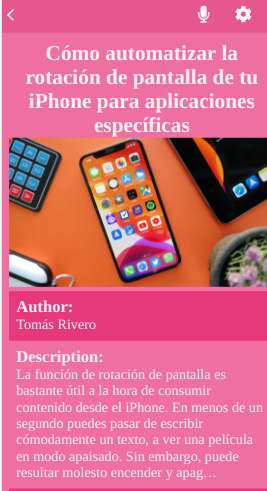 Cómo automatizar la
rotación de pantalla de tu
iPhone para aplicaciones
específicas
Author:
Tomás Rivero
Description:
La función de rotación de pantalla es
bastante útil a la hora de consumir
contenido desde el iPhone. En menos de un
segundo puedes pasar de escribir
cómodamente un texto, a ver una película
en modo apaisado. Sin embargo, puede
resultar molesto encender y apag…